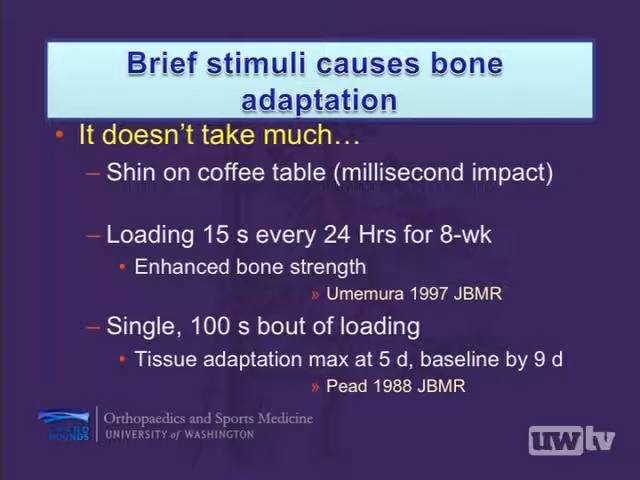 Brief stimuli causes bone
adaptation
• It doesn't take much…
– Shin on coffee table (millisecond impact)
– Loading 15 s every 24 Hrs for 8-wk
• Enhanced bone strength
» Umemura 1997 JBMR
– Single, 100 s bout of loading
• Tissue adaptation max at 5 d, baseline by 9 d
» Pead 1988 JBMR
Orthopaedics and Sports Medicine
UNIVERSITY of WASHINGTON
uwtv